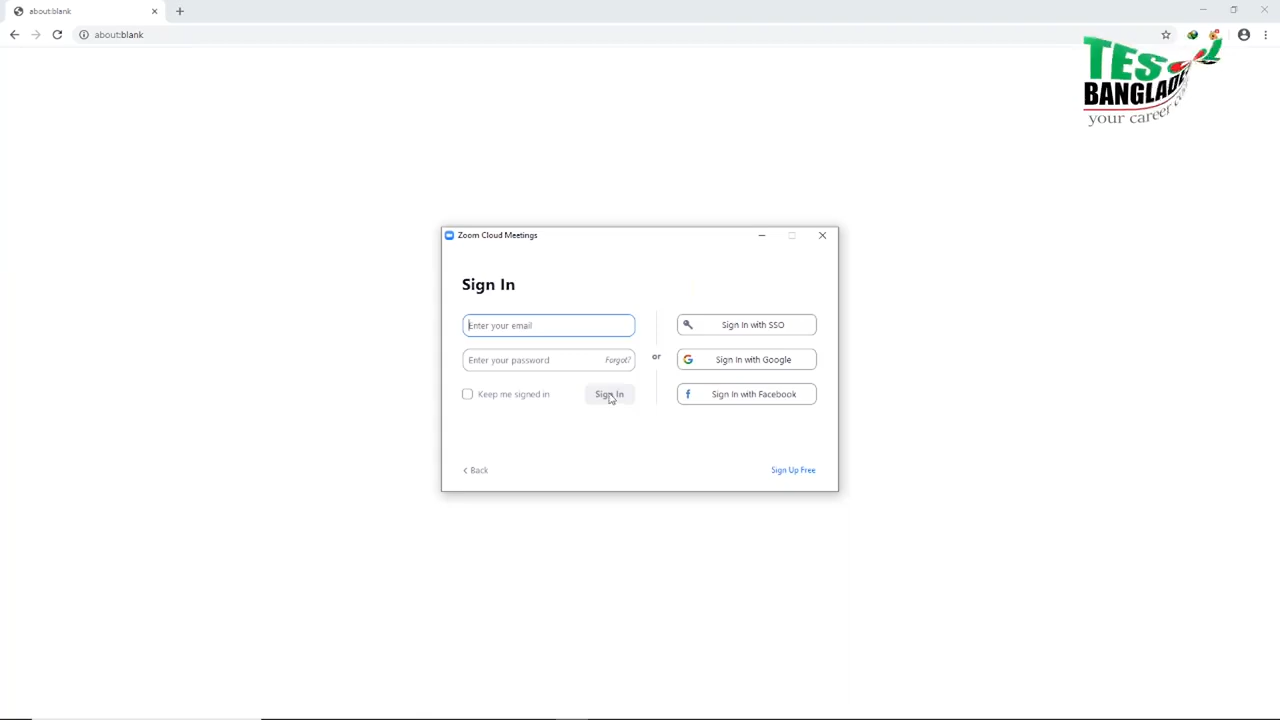 about:blank
about:blank
TES
BANGLADE
your career
Zoom Cloud Meetings
Sign In
Enter your email
Sign In with SSO
Enter your password
Forgot?
or
Sign In with Google
Keep me signed in
Sign In
Sign In with Facebook
Back
Sign Up Free